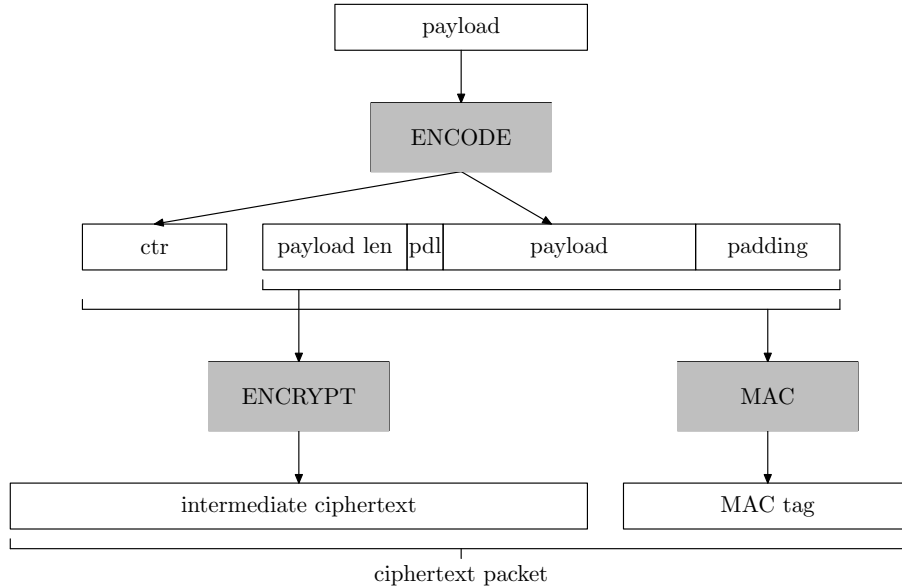 payload
ENCODE
ctr
payload len pdl payload padding
ENCRYPT MAC
intermediate ciphertext MAC tag
ciphertext packet